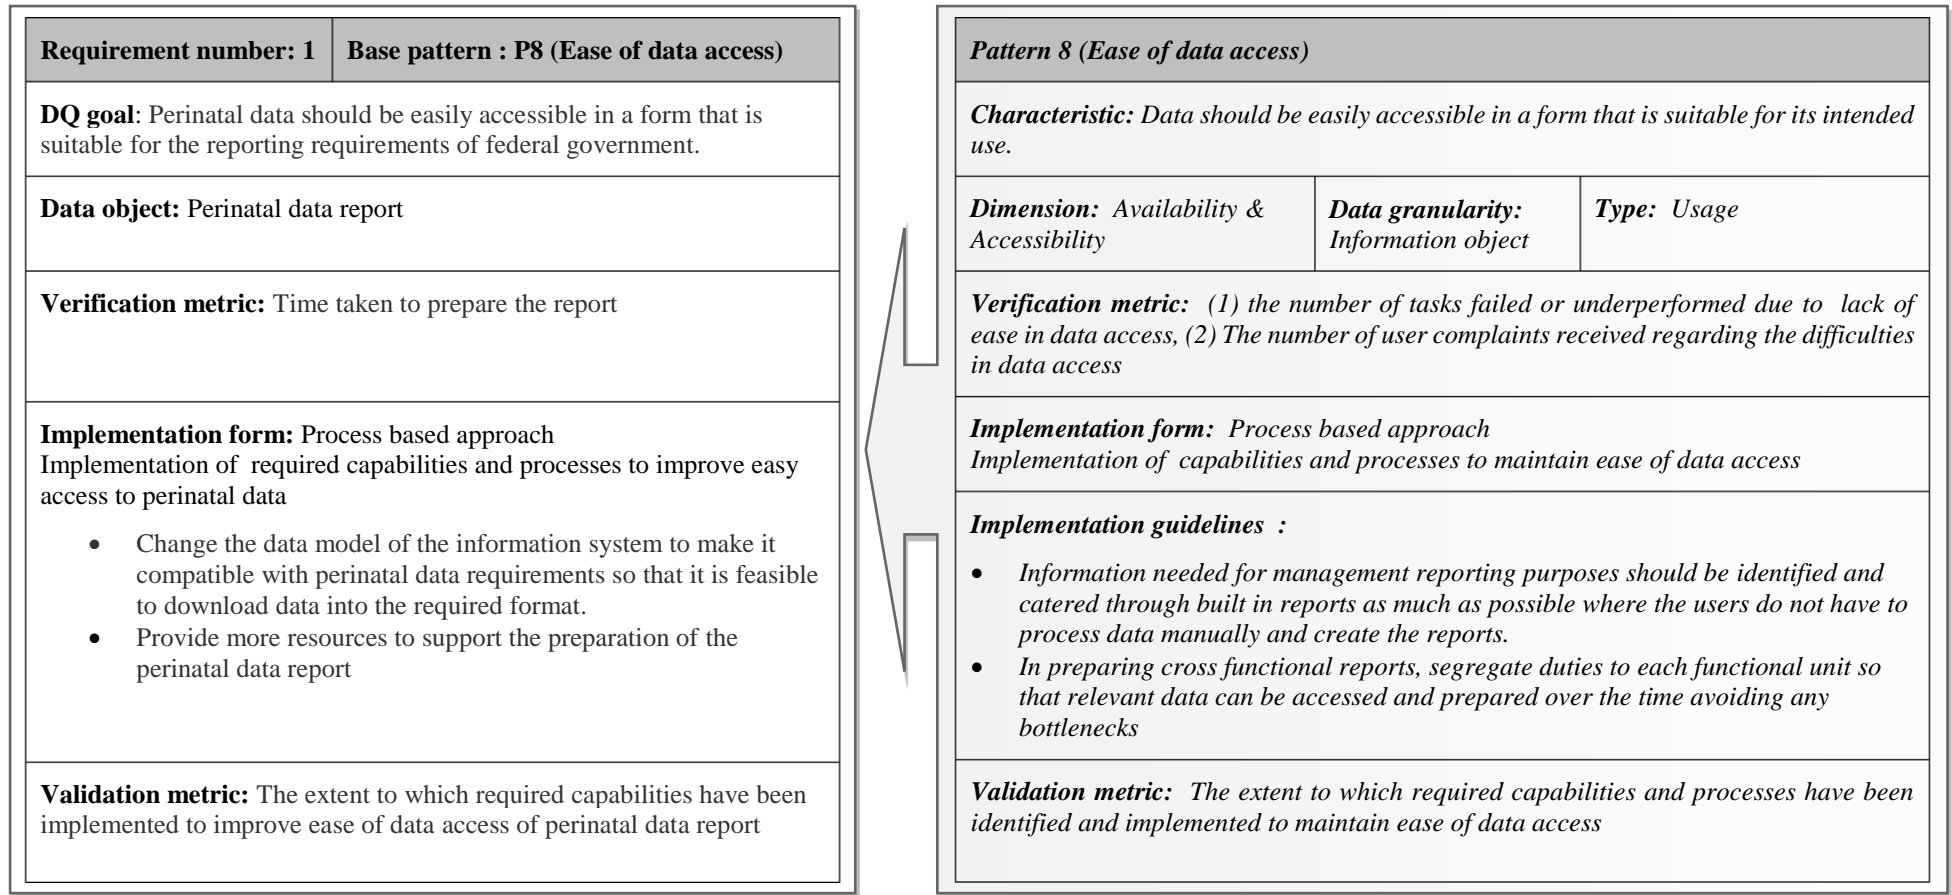 Requirement number: 1
Base pattern : P8 (Ease of data access)
DQ goal: Perinatal data should be easily accessible in a form that is
suitable for the reporting requirements of federal government.
Data object: Perinatal data report
Verification metric: Time taken to prepare the report
Implementation form: Process based approach
Implementation of required capabilities and processes to improve easy
access to perinatal data
• Change the data model of the information system to make it
compatible with perinatal data requirements so that it is feasible
to download data into the required format.
• Provide more resources to support the preparation of the
perinatal data report
Validation metric: The extent to which required capabilities have been
implemented to improve ease of data access of perinatal data report
Pattern 8 (Ease of data access)
Characteristic: Data should be easily accessible in a form that is suitable for its intended
use.
Dimension: Availability &
Accessibility
Data granularity:
Information object
Type: Usage
Verification metric: (1) the number of tasks failed or underperformed due to lack of
ease in data access, (2) The number of user complaints received regarding the difficulties
in data access
Implementation form: Process based approach
Implementation of capabilities and processes to maintain ease of data access
Implementation guidelines :
• Information needed for management reporting purposes should be identified and
catered through built in reports as much as possible where the users do not have to
process data manually and create the reports.
• In preparing cross functional reports, segregate duties to each functional unit so
that relevant data can be accessed and prepared over the time avoiding any
bottlenecks
Validation metric: The extent to which required capabilities and processes have been
identified and implemented to maintain ease of data access